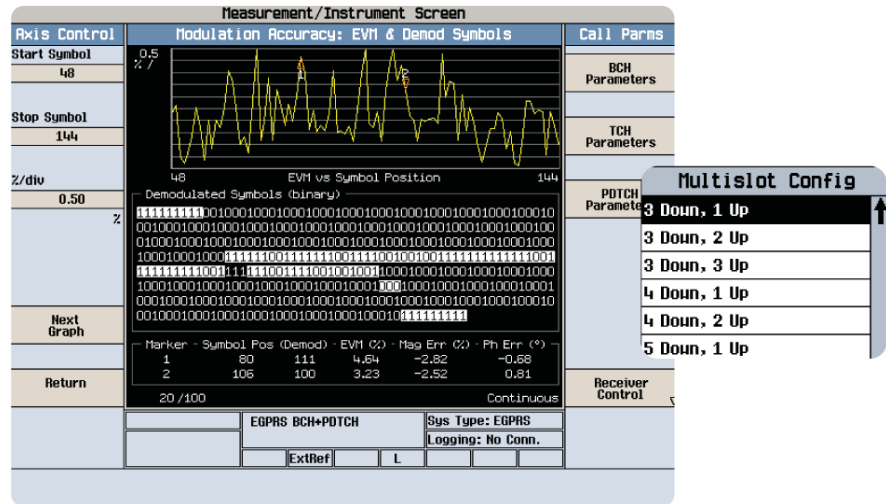 Measurement/Instrument Screen
Axis Control
Start Symbol
48
Stop Symbol
144
%/div
0.50
%
Next
Graph
Return
Modulation Accuracy: EVM & Demod Symbols
0.5
% /
1
2
48 EVM vs Symbol Position 144
Demodulated Symbols (binary)
111111111001000100010001000100010001000100010001000100010
001000100010001000100010001000100010001000100010001000100
010001000100010001000100010001000100010001000100010001000
Marker - Symbol Pos (Demod) - EVM (%) - Mag Err (%) - Ph Err (°)
1 80 111 4.64 -2.82 -0.68
2 106 100 3.23 -2.52 0.81
20/100 Continuous
EGPRS BCH+PDTCH
Sys Type: EGPRS
Logging: No Conn.
ExtRef L
Call Parms
BCH
Parameters
TCH
Parameters
PDTCH
Paramete
Receiver
Control
Multislot Config
3 Down, 1 Up
3 Down, 2 Up
3 Down, 3 Up
4 Down, 1 Up
4 Down, 2 Up
5 Down, 1 Up